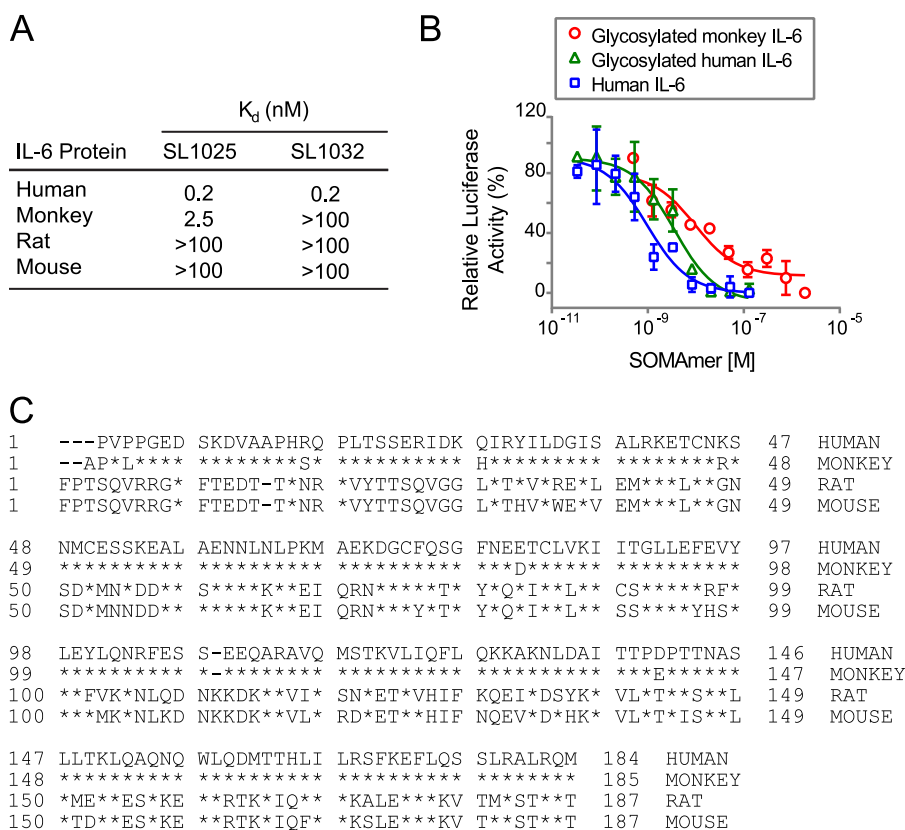 A
K_d (nM)
IL-6 Protein SL1025 SL1032
Human 0.2 0.2
Monkey 2.5 >100
Rat >100 >100
Mouse >100 >100
B
Glycosylated monkey IL-6
Glycosylated human IL-6
Human IL-6
Relative Luciferase
Activity (%)
120
80
40
0
10^-11 10^-9 10^-7 10^-5
SOMAmer [M]
C
1 ---PVPPGED SKDVAAPHRQ PLTSSERIDK QIRYILDGIS ALRKETCNKS 47 HUMAN
1 --AP*L**** ********S* ********** H********* ********R* 48 MONKEY
1 FPTSQVRRG* FTEDT-T*NR *VYTTSQVGG L*T*V*RE*L EM***L**GN 49 RAT
1 FPTSQVRRG* FTEDT-T*NR *VYTTSQVGG L*THV*WE*V EM***L**GN 49 MOUSE
48 NMCESSKEAL AENNLNLPKM AEKDGCFQSG FNEETCLVKI ITGLLEFEVY 97 HUMAN
49 ********** ********** ********** ***D****** ********** 98 MONKEY
50 SD*MN*DD** S****K**EI QRN****T* Y*Q*I**L** CS****RF* 99 RAT
50 SD*MNNDD** S****K**EI QRN***Y*T* Y*Q*I**L** SS****YHS* 99 MOUSE
98 LEYLQNRFES S-EEQARAVQ MSTKVLIQFL QKKAKNLDAI TTPDPTTNAS 146 HUMAN
99 ********** *-******** ********** ********** ****E***** 147 MONKEY
100 **FVK*NLQD NKKDK**VI* SN*ET*VHIF KQEI*DSYK* VL*T**S**L 149 RAT
100 ***MK*NLKD NKKDK**VL* RD*ET**HIF NQEV*D*HK* VL*T*IS**L 149 MOUSE
147 LLTKLQAQNQ WLQDMTTHLI LRSFKEFLQS SLRALRQM 184 HUMAN
148 ********** ********** ********** ******** 185 MONKEY
150 *ME**ES*KE **RTK*IQ** *KALE***KV TM*ST**T 187 RAT
150 *TD**ES*KE **RTK*IQF* *KSLE***KV TM*ST**T 187 MOUSE